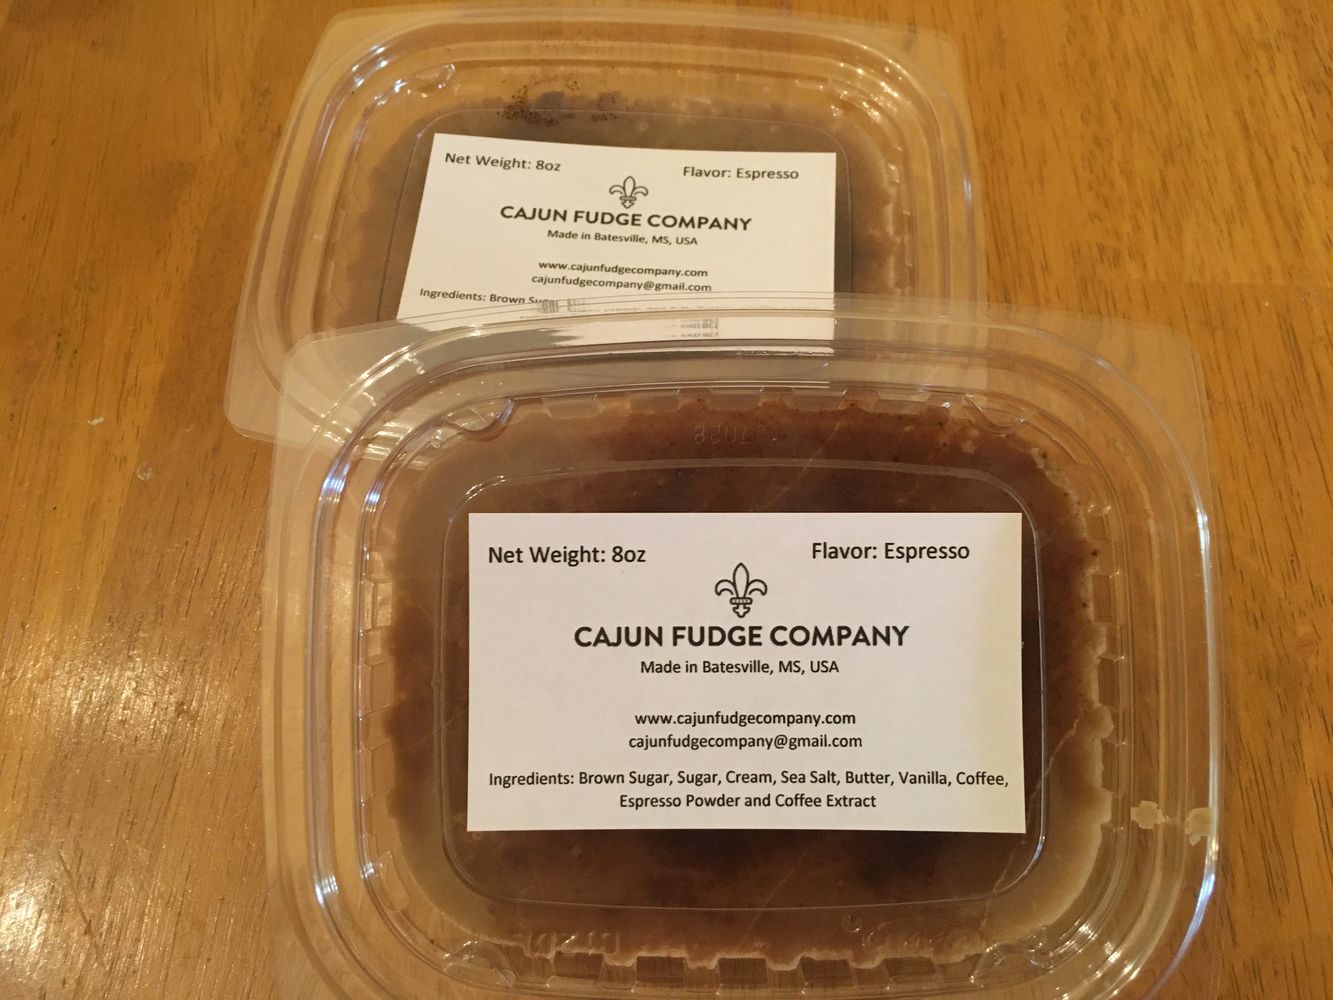 Net Weight: 8oz
Flavor: Espresso
CAJUN FUDGE COMPANY
Made in Batesville, MS, USA
www.cajunfudgecompany.com
cajunfudgecompany@gmail.com
Ingredients: Brown Sugar,
Net Weight: 8oz
Flavor: Espresso
CAJUN FUDGE COMPANY
Made in Batesville, MS, USA
www.cajunfudgecompany.com
cajunfudgecompany@gmail.com
Ingredients: Brown Sugar, Sugar, Cream, Sea Salt, Butter, Vanilla, Coffee,
Espresso Powder and Coffee Extract